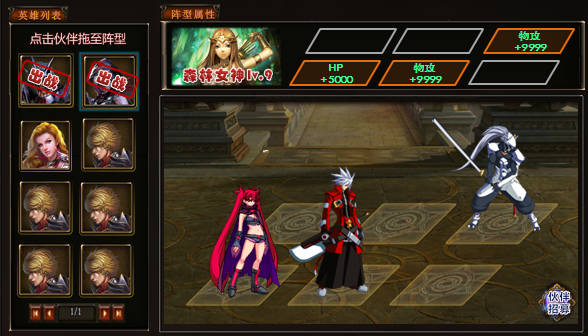 英雄列表
点击伙伴拖至阵型
出战
出战
1/1
阵型属性
森林女神lv.9
物攻
+9999
HP
+5000
物攻
+9999
伙伴
招募